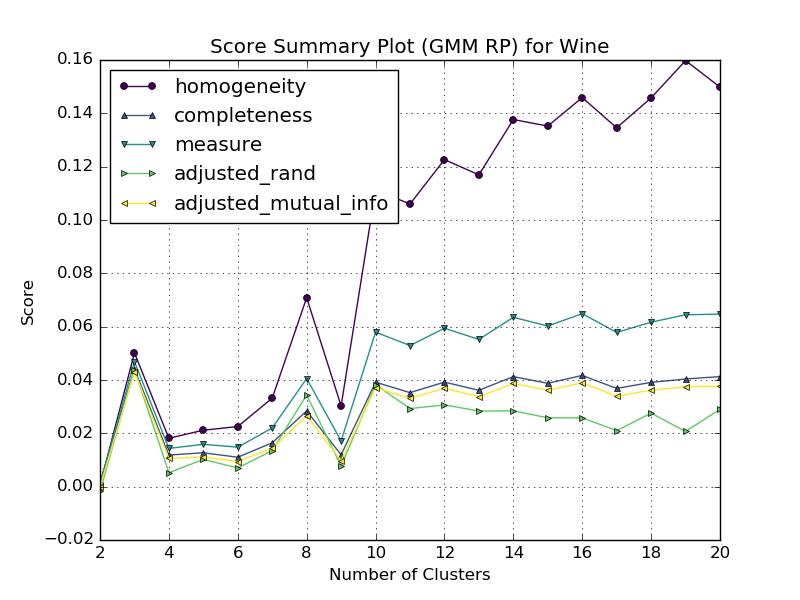 Score Summary Plot (GMM RP) for Wine
0.16
0.14
0.12
0.10
0.08
0.06
0.04
0.02
0.00
−0.02
Score
homogeneity
completeness
measure
adjusted_rand
adjusted_mutual_info
2 4 6 8 10 12 14 16 18 20
Number of Clusters